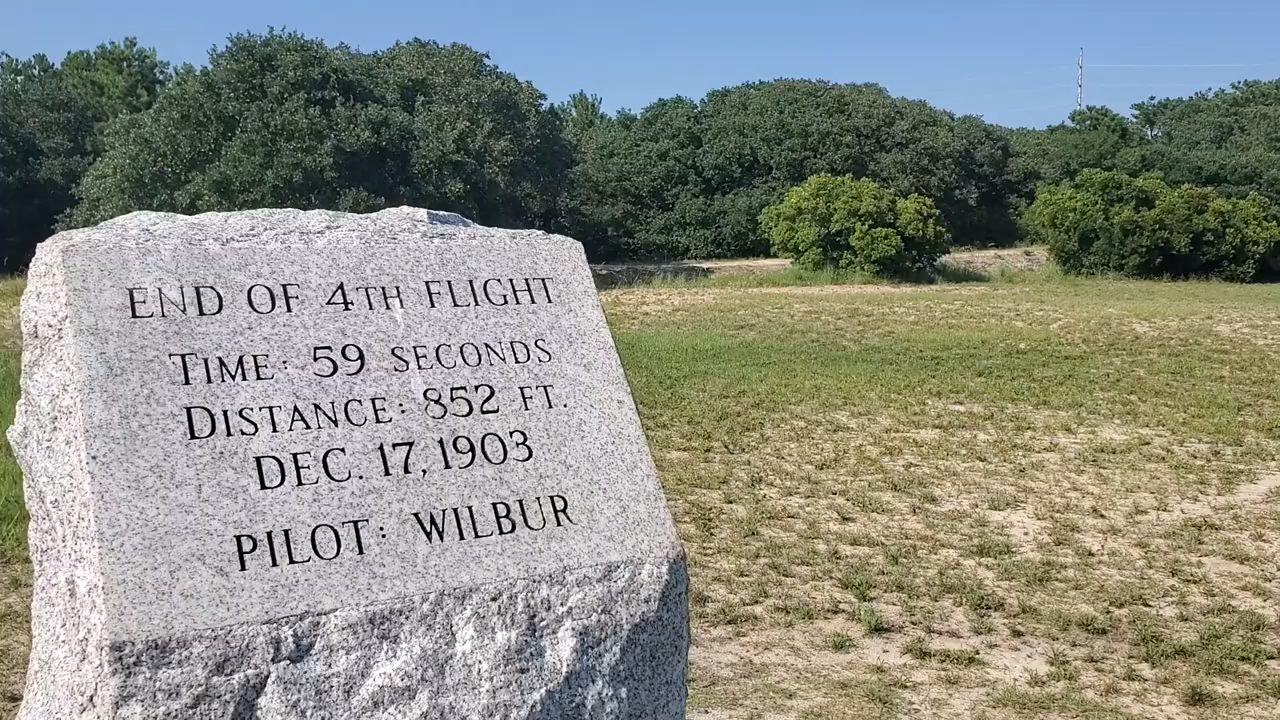 END OF 4TH FLIGHT
TIME: 59 SECONDS
DISTANCE: 852 FT.
DEC. 17, 1903
PILOT: WILBUR